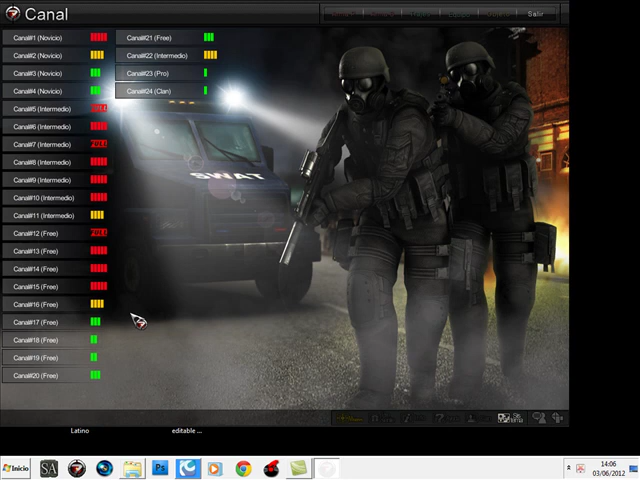 Canal
Salir
Canal#1 (Novicio)
Canal#2 (Novicio)
Canal#3 (Novicio)
Canal#4 (Novicio)
Canal#5 (Intermedio)
Canal#6 (Intermedio)
Canal#7 (Intermedio) FULL
Canal#8 (Intermedio)
Canal#9 (Intermedio)
Canal#10 (Intermedio)
Canal#11 (Intermedio)
Canal#12 (Free) FULL
Canal#13 (Free)
Canal#14 (Free)
Canal#15 (Free)
Canal#16 (Free)
Canal#17 (Free)
Canal#18 (Free)
Canal#19 (Free)
Canal#20 (Free)
Canal#21 (Free)
Canal#22 (Intermedio)
Canal#23 (Pro)
Canal#24 (Clan)
SWAT
Latino
editable ...
Inicio
SA
Ps
14:06
03/06/2012